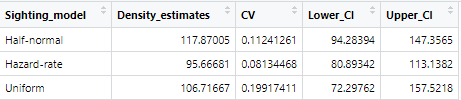 Sighting_model Density_estimates CV Lower_CI Upper_CI
Half-normal 117.87005 0.11241261 94.28394 147.3565
Hazard-rate 95.66681 0.08134468 80.89342 113.1382
Uniform 106.71667 0.19917411 72.29762 157.5218